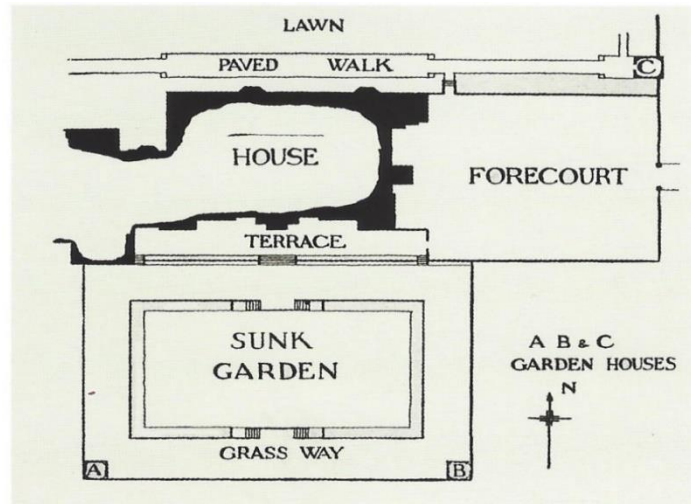 LAWN
PAVED WALK
C
HOUSE
FORECOURT
TERRACE
SUNK
GARDEN
A B & C
GARDEN HOUSES
N
GRASS WAY
A
B